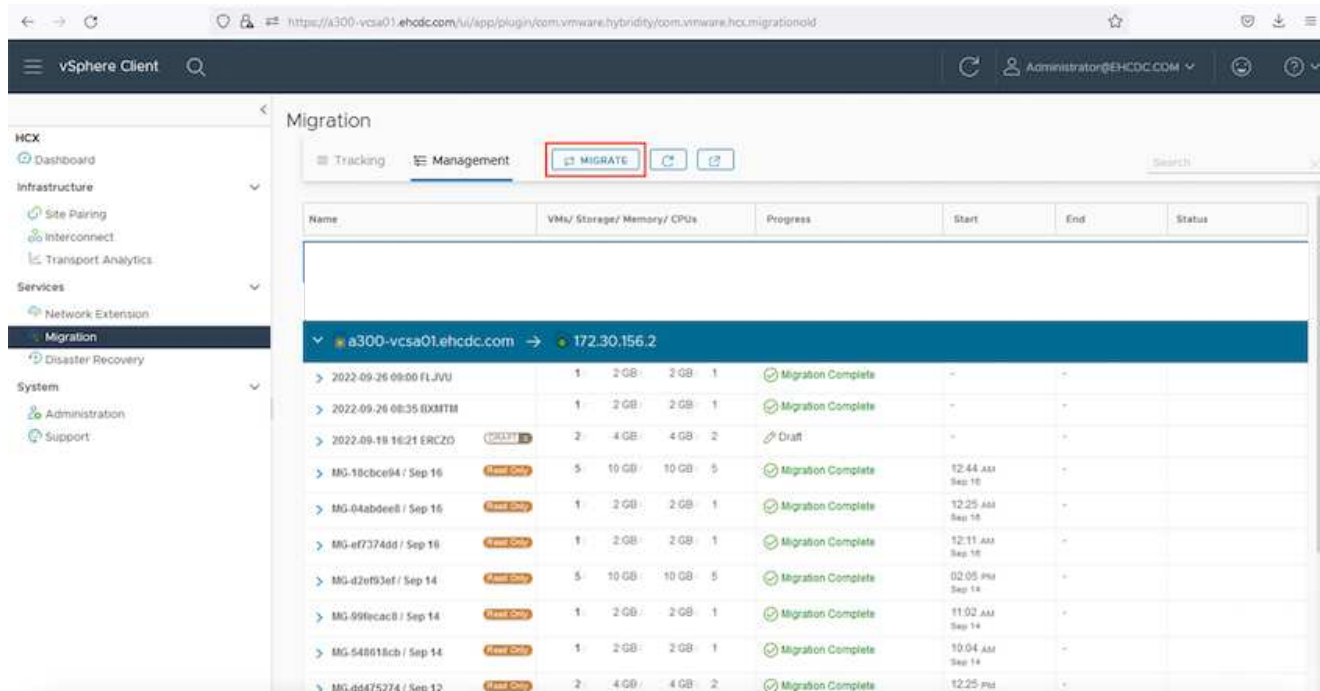 https://a300-vcsa01.ehcdc.com/ui/app/plugin/com.vmware.hybridity/com.vmware.hcx.migrationold
vSphere Client
Administrator@EHCDC.COM
HCX
Dashboard
Infrastructure
Site Pairing
Interconnect
Transport Analytics
Services
Network Extension
Migration
Disaster Recovery
System
Administration
Support
Migration
Tracking Management MIGRATE Search
Name VMs/ Storage/ Memory/ CPUs Progress Start End Status
a300-vcsa01.ehcdc.com → 172.30.156.2
2022-09-26 09:00 FLJVU 1 2 GB 2 GB 1 Migration Complete - -
2022-09-26 08:35 BXMTM 1 2 GB 2 GB 1 Migration Complete - -
2022-09-19 16:21 ERCZO DRAFT 2 4 GB 4 GB 2 Draft - -
MG-18cbce94 / Sep 16 Read Only 5 10 GB 10 GB 5 Migration Complete 12:44 AM -
Sep 16
MG-04abdee8 / Sep 16 Read Only 1 2 GB 2 GB 1 Migration Complete 12:25 AM -
Sep 16
MG-ef7374dd / Sep 16 Read Only 1 2 GB 2 GB 1 Migration Complete 12:11 AM -
Sep 16
MG-d2ef93ef / Sep 14 Read Only 5 10 GB 10 GB 5 Migration Complete 02:05 PM -
Sep 14
MG-99fecac8 / Sep 14 Read Only 1 2 GB 2 GB 1 Migration Complete 11:02 AM -
Sep 14
MG-548618cb / Sep 14 Read Only 1 2 GB 2 GB 1 Migration Complete 10:04 AM -
Sep 14
MG-dd475274 / Sep 12 Read Only 2 4 GB 4 GB 2 Migration Complete 12:25 PM -